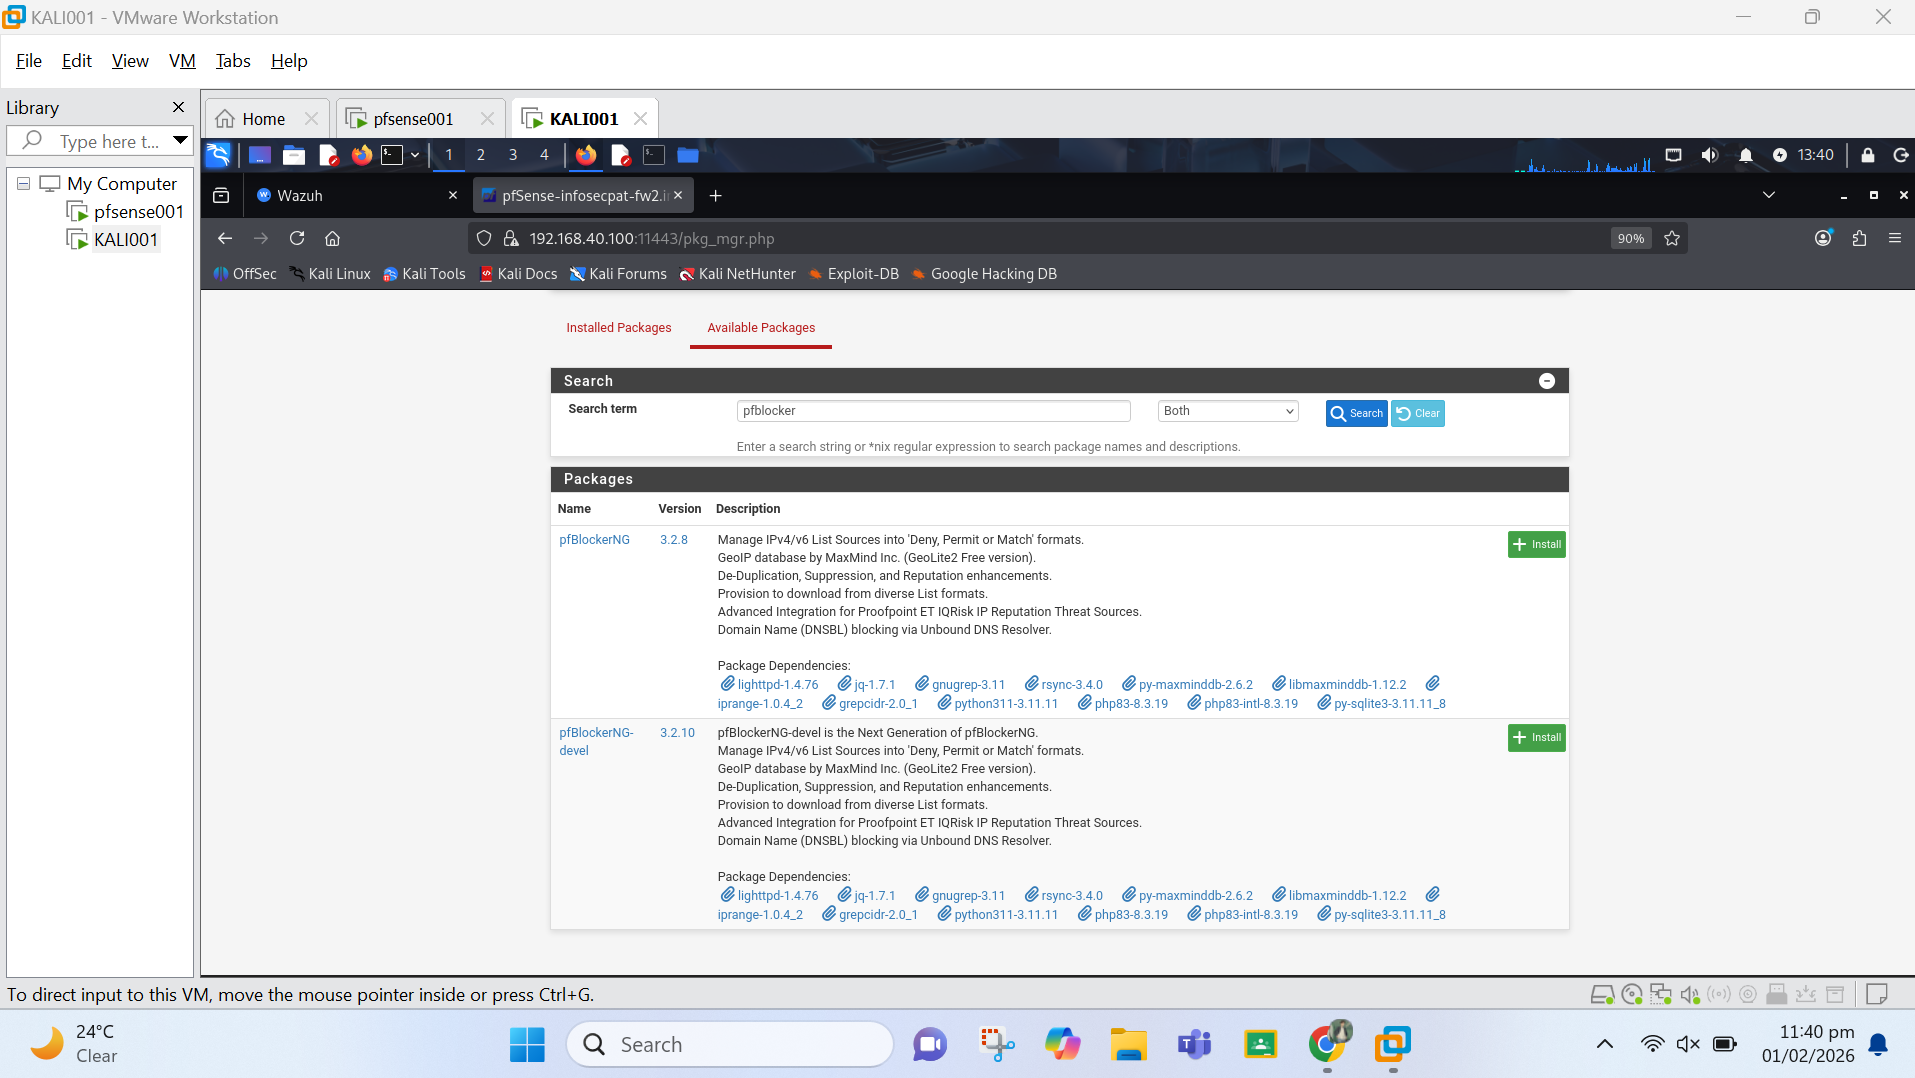 KALI001 - VMware Workstation
File Edit View VM Tabs Help
Library
Type here t...
My Computer
pfsense001
KALI001
Home
pfsense001
KALI001
1 2 3 4
13:40
Wazuh
pfSense-infosecpat-fw2.i
192.168.40.100:11443/pkg_mgr.php
90%
OffSec Kali Linux Kali Tools Kali Docs Kali Forums Kali NetHunter Exploit-DB Google Hacking DB
Installed Packages Available Packages
Search
Search term pfblocker Both Search Clear
Enter a search string or *nix regular expression to search package names and descriptions.
Packages
Name Version Description
pfBlockerNG 3.2.8 Manage IPv4/v6 List Sources into 'Deny, Permit or Match' formats. Install
GeoIP database by MaxMind Inc. (GeoLite2 Free version).
De-Duplication, Suppression, and Reputation enhancements.
Provision to download from diverse List formats.
Advanced Integration for Proofpoint ET IQRisk IP Reputation Threat Sources.
Domain Name (DNSBL) blocking via Unbound DNS Resolver.
Package Dependencies:
lighttpd-1.4.76 jq-1.7.1 gnugrep-3.11 rsync-3.4.0 py-maxminddb-2.6.2 libmaxminddb-1.12.2
iprange-1.0.4_2 grepcidr-2.0_1 python311-3.11.11 php83-8.3.19 php83-intl-8.3.19 py-sqlite3-3.11.11_8
pfBlockerNG- 3.2.10 pfBlockerNG-devel is the Next Generation of pfBlockerNG. Install
devel Manage IPv4/v6 List Sources into 'Deny, Permit or Match' formats.
GeoIP database by MaxMind Inc. (GeoLite2 Free version).
De-Duplication, Suppression, and Reputation enhancements.
Provision to download from diverse List formats.
Advanced Integration for Proofpoint ET IQRisk IP Reputation Threat Sources.
Domain Name (DNSBL) blocking via Unbound DNS Resolver.
Package Dependencies:
lighttpd-1.4.76 jq-1.7.1 gnugrep-3.11 rsync-3.4.0 py-maxminddb-2.6.2 libmaxminddb-1.12.2
iprange-1.0.4_2 grepcidr-2.0_1 python311-3.11.11 php83-8.3.19 php83-intl-8.3.19 py-sqlite3-3.11.11_8
To direct input to this VM, move the mouse pointer inside or press Ctrl+G.
24°C
Clear
Search
11:40 pm
01/02/2026